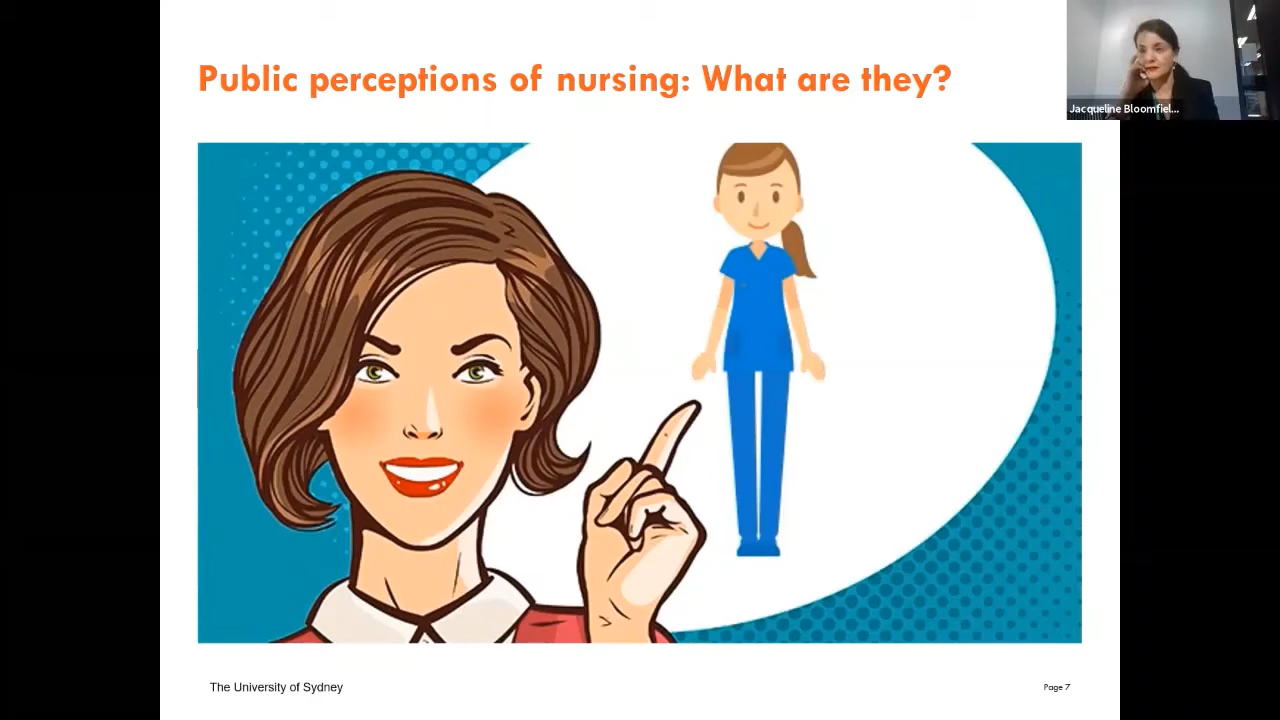 Public perceptions of nursing: What are they?
Jacqueline Bloomfiel...
The University of Sydney
Page 7